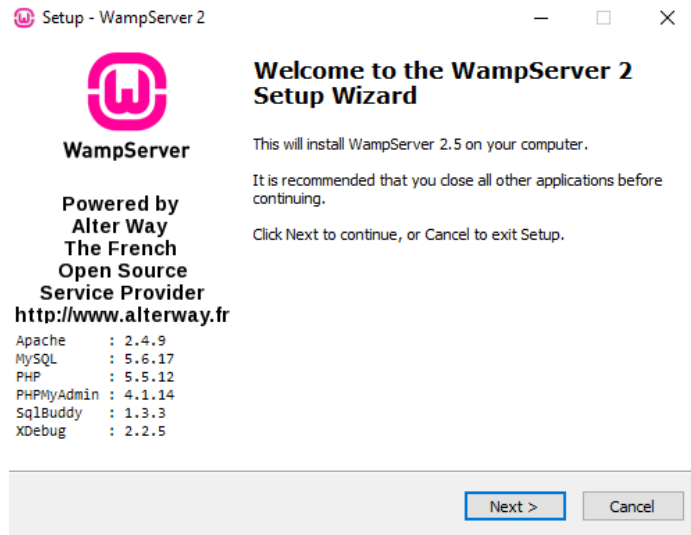 Setup - WampServer 2
WampServer
Powered by
Alter Way
The French
Open Source
Service Provider
http://www.alterway.fr
Apache : 2.4.9
MySQL : 5.6.17
PHP : 5.5.12
PHPMyAdmin : 4.1.14
SqlBuddy : 1.3.3
XDebug : 2.2.5
Welcome to the WampServer 2
Setup Wizard
This will install WampServer 2.5 on your computer.
It is recommended that you close all other applications before
continuing.
Click Next to continue, or Cancel to exit Setup.
Next >
Cancel